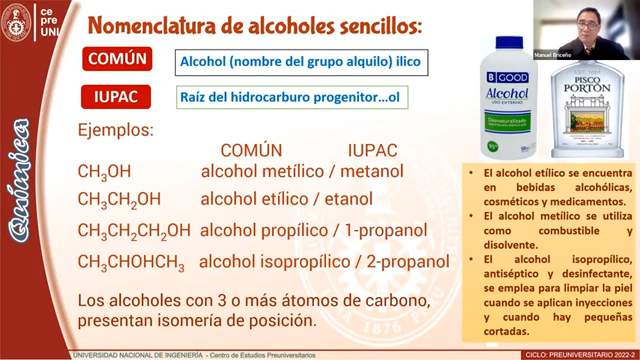 ce
pre
UNI
Química
Nomenclatura de alcoholes sencillos:
COMÚN
Alcohol (nombre del grupo alquilo) ilico
IUPAC
Raíz del hidrocarburo progenitor...ol
Ejemplos:
COMÚN IUPAC
CH3OH alcohol metílico / metanol
CH3CH2OH alcohol etílico / etanol
CH3CH2CH2OH alcohol propílico / 1-propanol
CH3CHOHCH3 alcohol isopropílico / 2-propanol
Los alcoholes con 3 o más átomos de carbono,
presentan isomería de posición.
Manuel Briceño
B GOOD
Alcohol
USO EXTERNO
PISCO
PORTÓN
• El alcohol etílico se encuentra
en bebidas alcohólicas,
cosméticos y medicamentos.
• El alcohol metílico se utiliza
como combustible y
disolvente.
• El alcohol isopropílico,
antiséptico y desinfectante,
se emplea para limpiar la piel
cuando se aplican inyecciones
y cuando hay pequeñas
cortadas.
UNIVERSIDAD NACIONAL DE INGENIERÍA - Centro de Estudios Preuniversitarios
CICLO: PREUNIVERSITARIO 2022-2